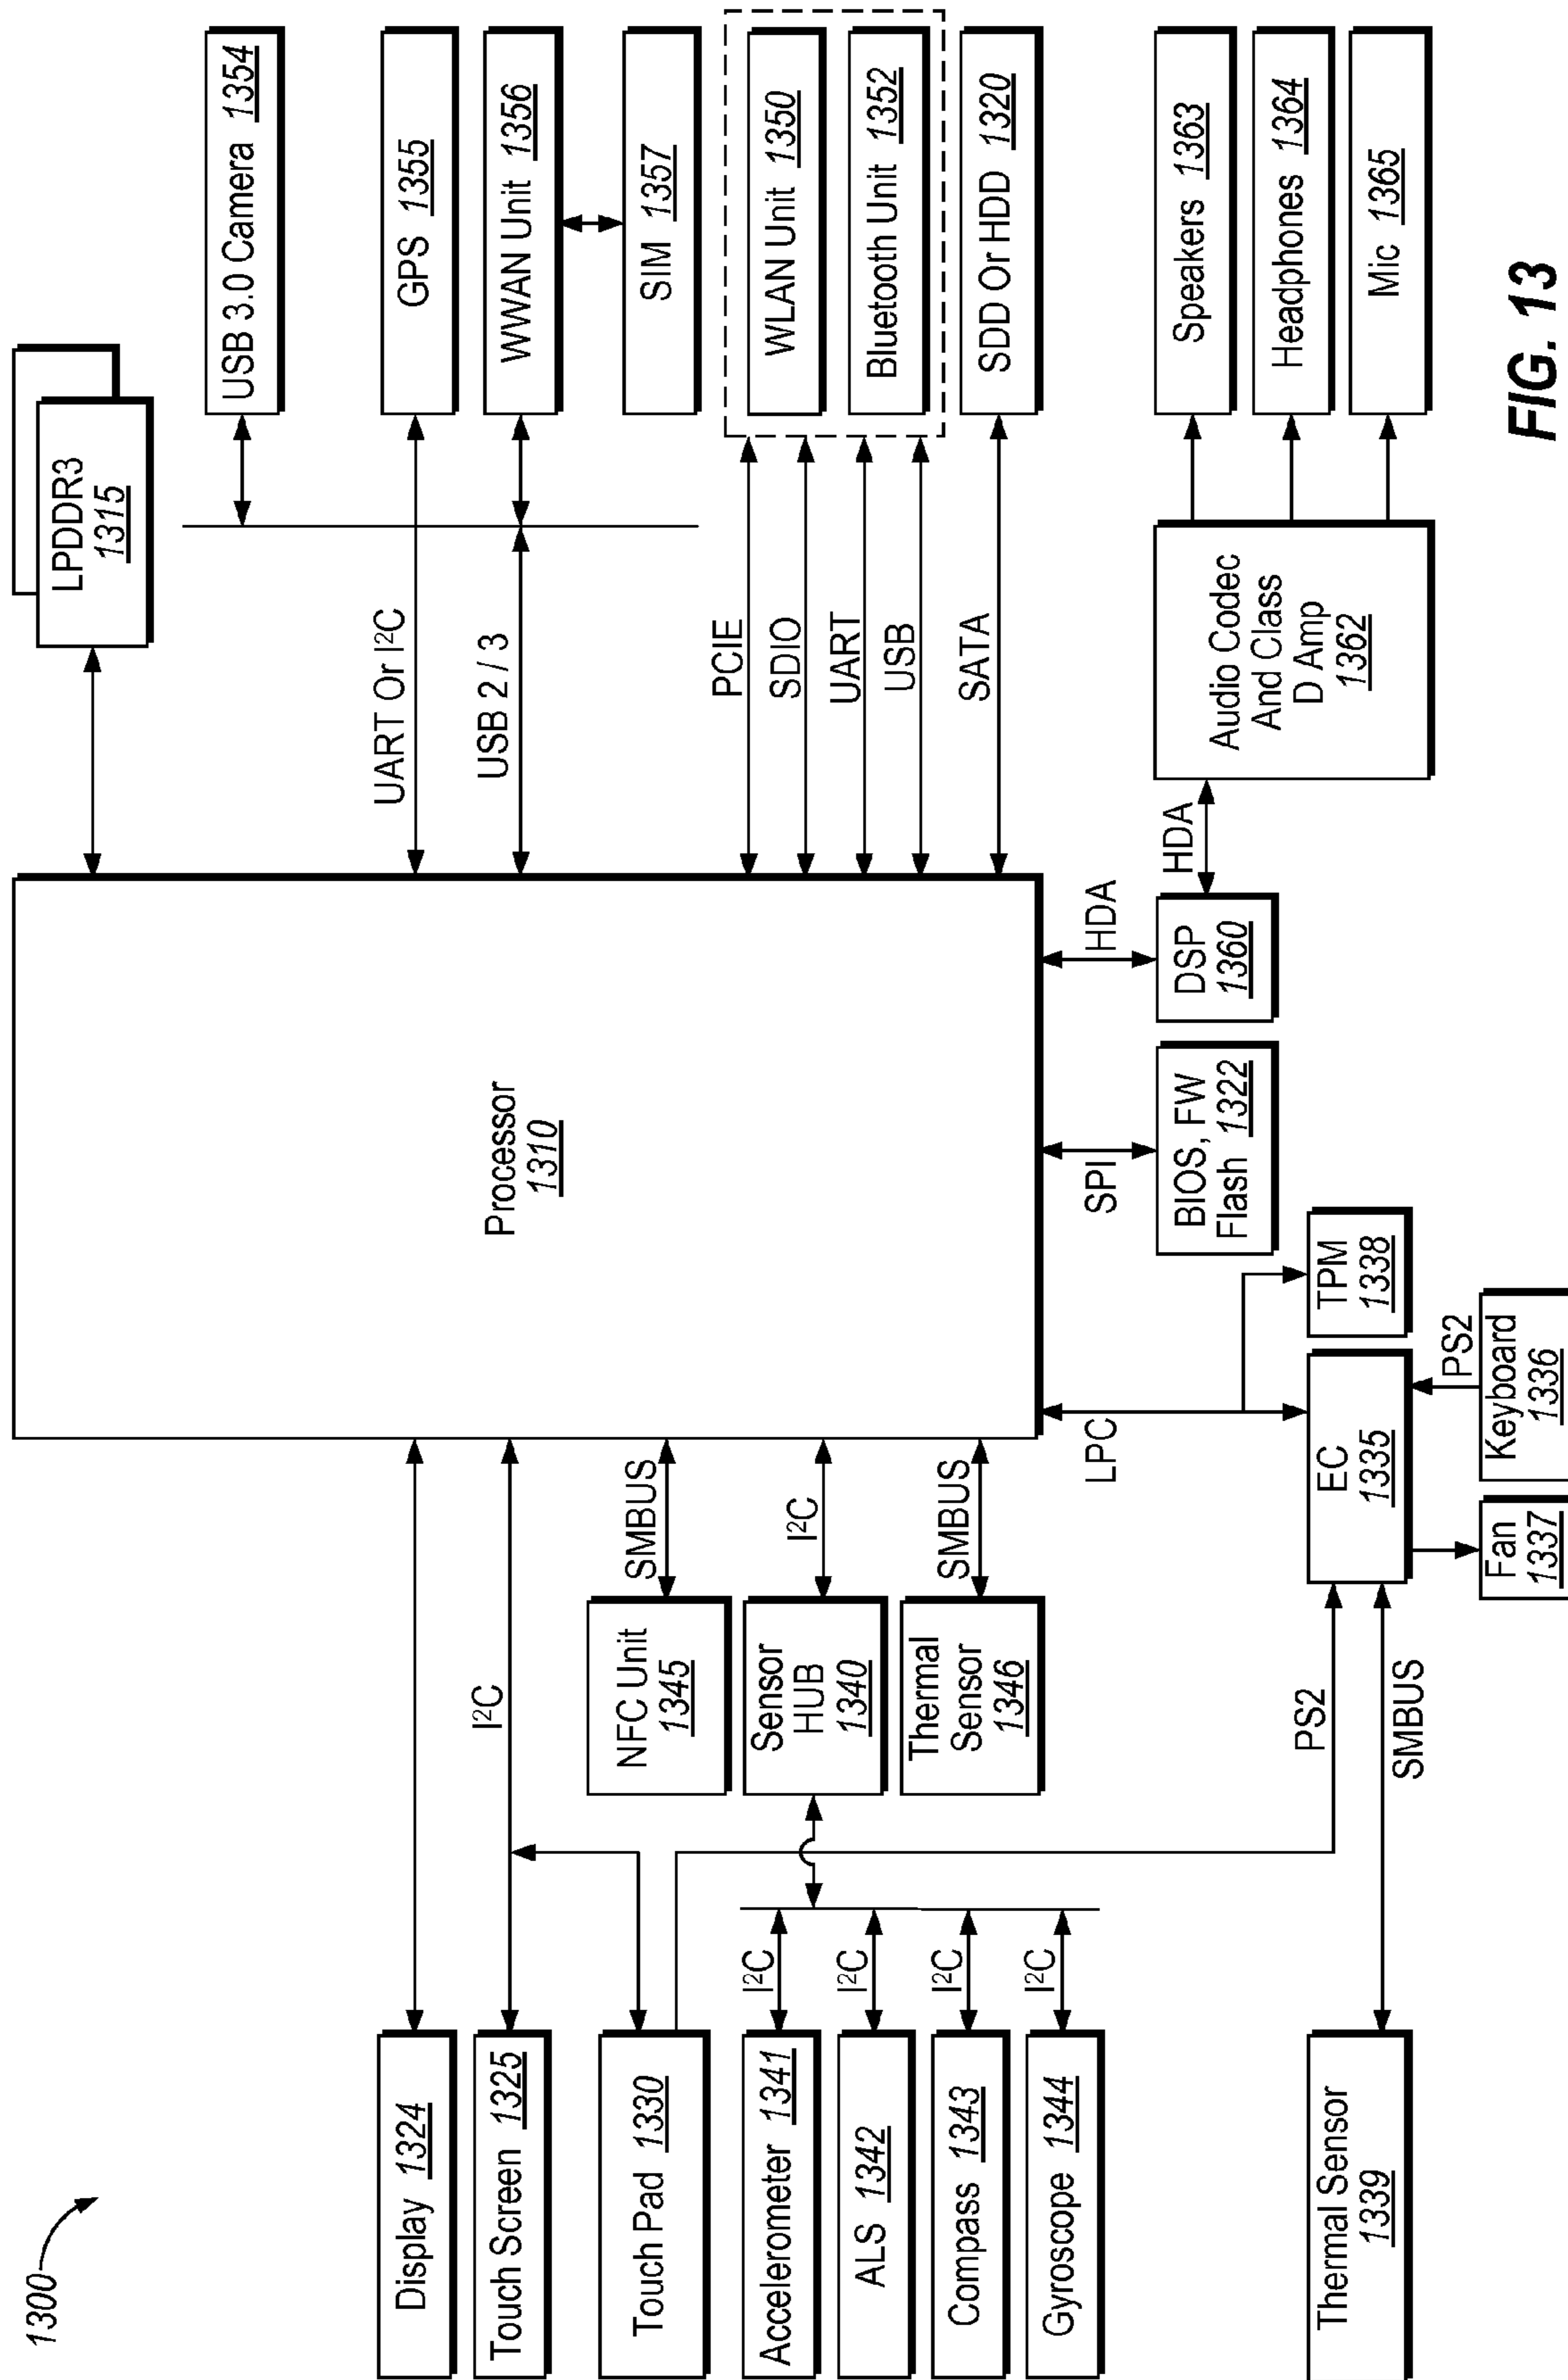 1300
Display 1324
Touch Screen 1325
Touch Pad 1330
Accelerometer 1341
ALS 1342
Compass 1343
Gyroscope 1344
Thermal Sensor
1339
I²C
I²C
I²C
I²C
I²C
NFC Unit
1345
Sensor
HUB
1340
Thermal
Sensor
1346
SMBUS
I²C
SMBUS
PS2
SMBUS
Processor
1310
LPC
EC
1335
TPM
1338
Fan
1337
PS2
Keyboard
1336
SPI
BIOS, FW
Flash 1322
HDA
DSP
1360
HDA
Audio Codec
And Class
D Amp
1362
LPDDR3
1315
UART Or I²C
USB 2 / 3
PCIE
SDIO
UART
USB
SATA
USB 3.0 Camera 1354
GPS 1355
WWAN Unit 1356
SIM 1357
WLAN Unit 1350
Bluetooth Unit 1352
SDD Or HDD 1320
Speakers 1363
Headphones 1364
Mic 1365
FIG. 13